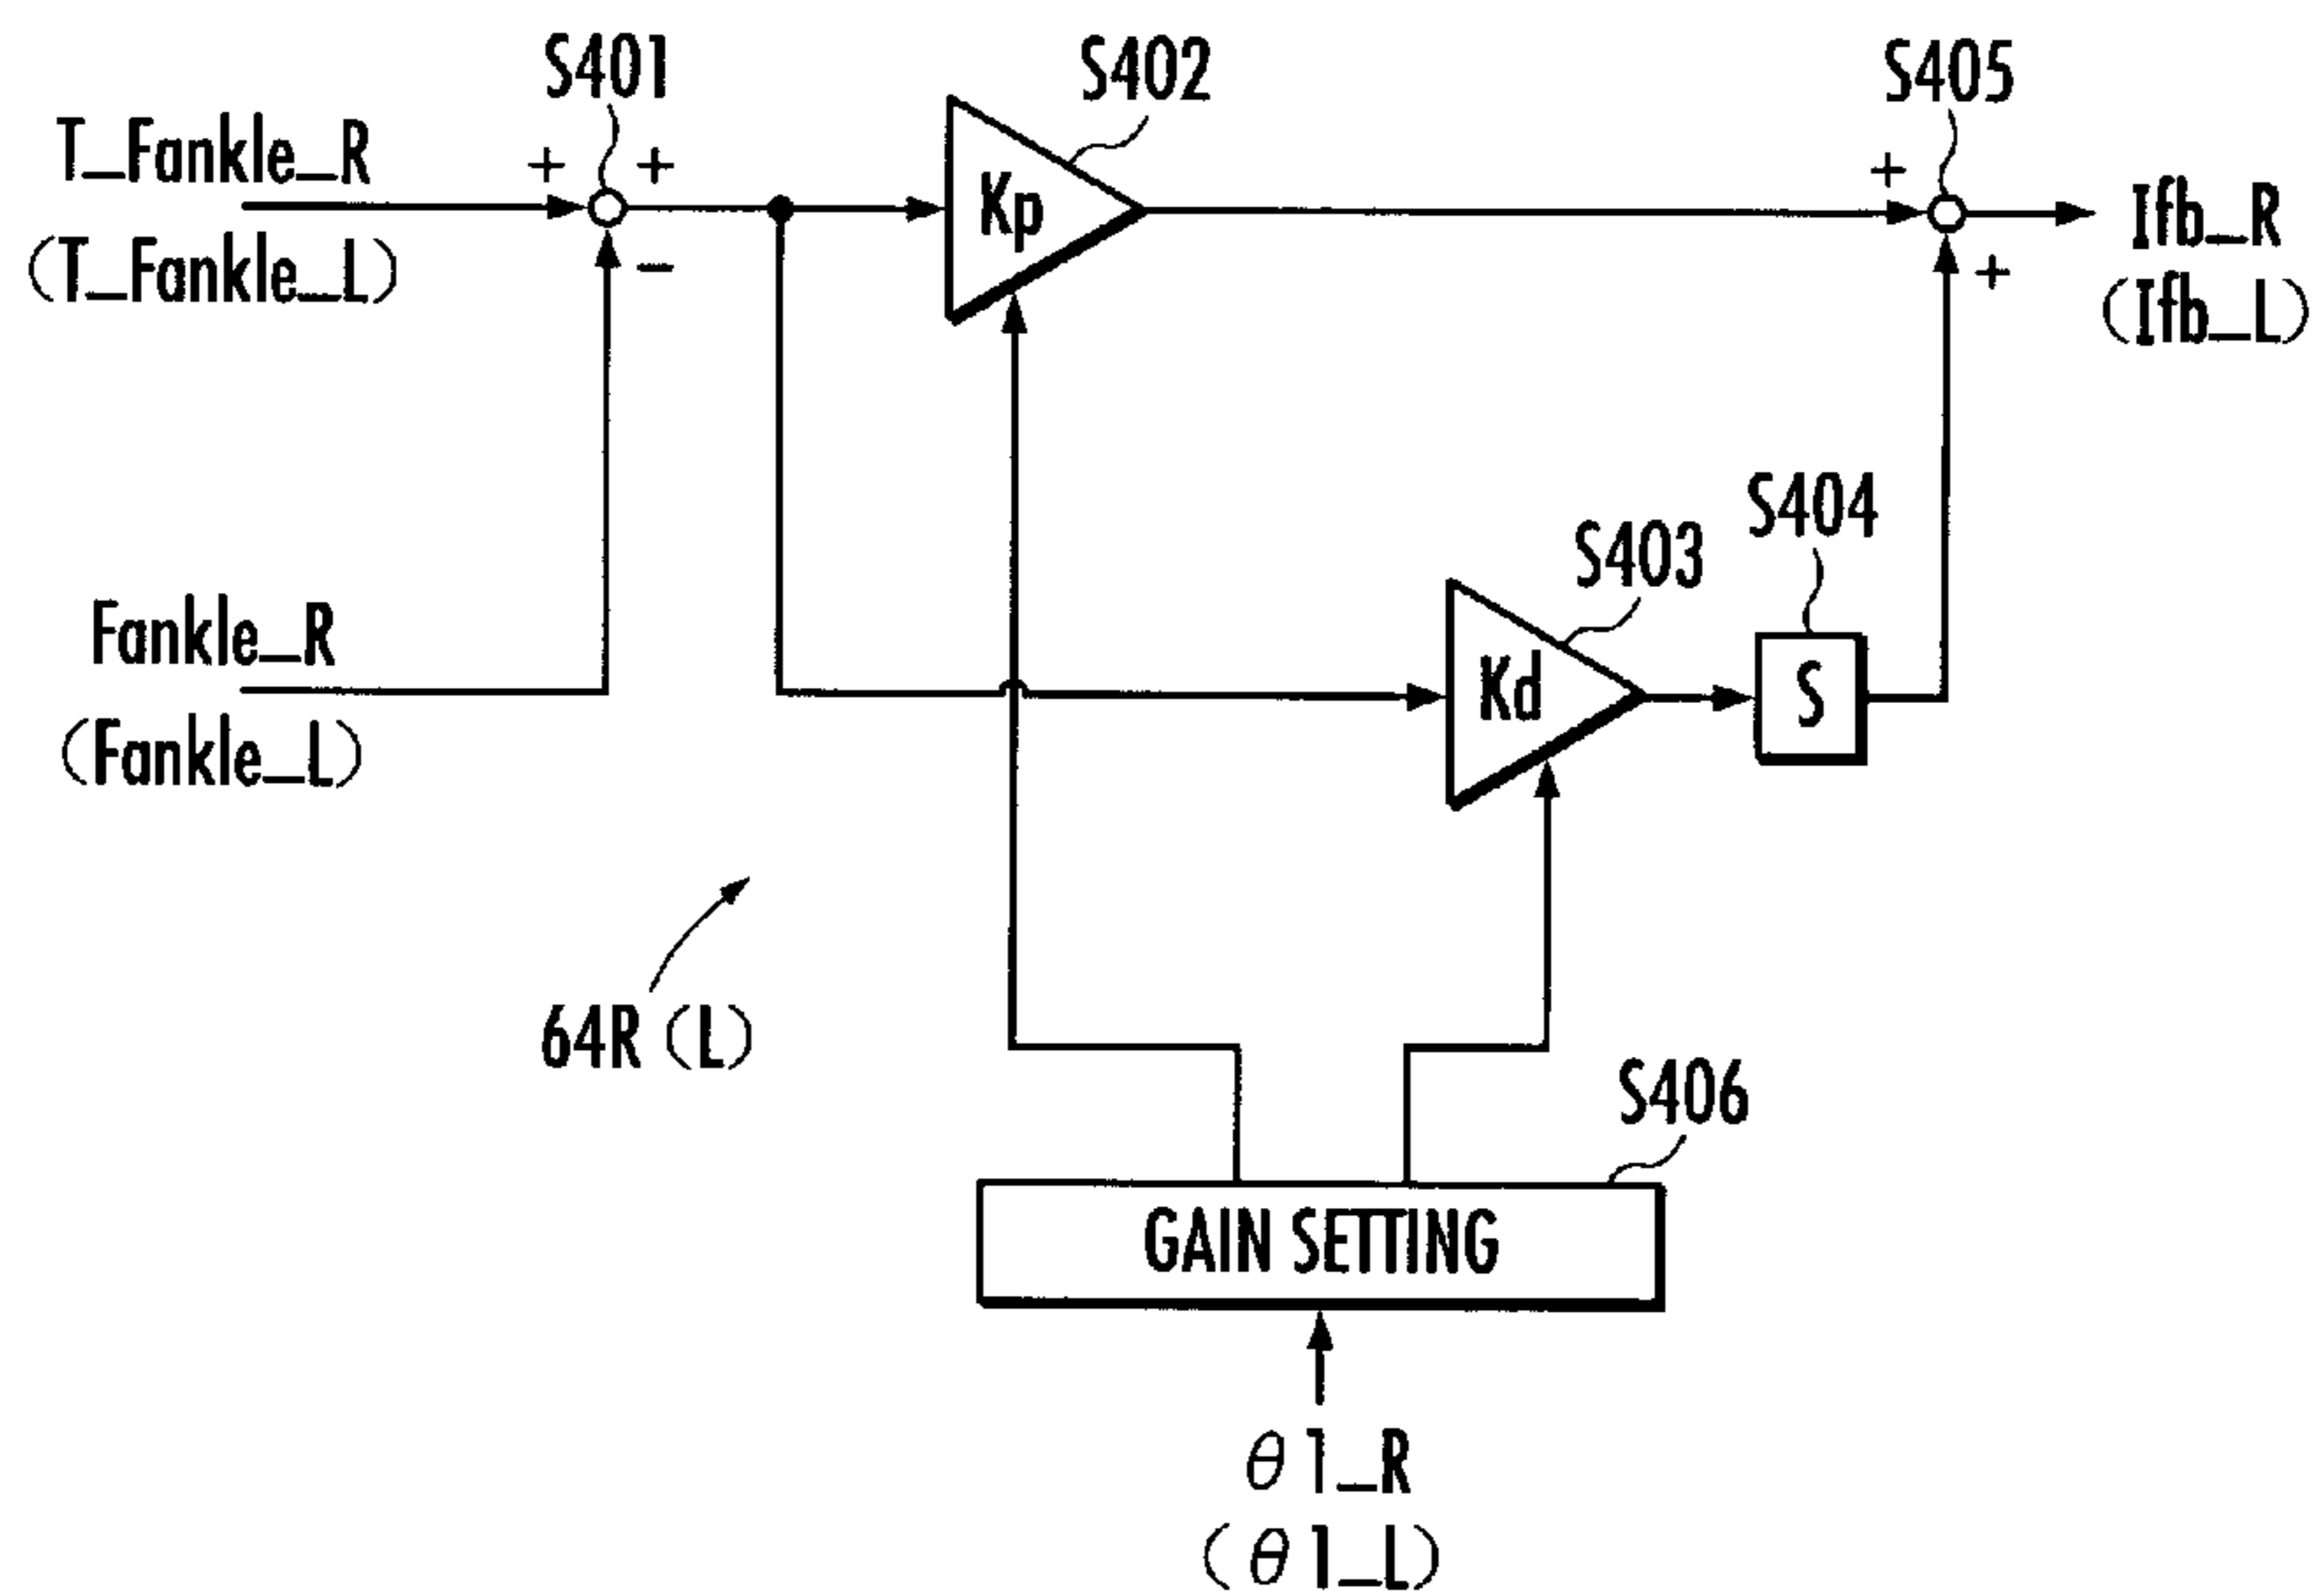 S401
S402
S405
T_Fankle_R
(T_Fankle_L)
+
+
−
Kp
+
+
Ifb_R
(Ifb_L)
S404
S403
Fankle_R
(Fankle_L)
Kd
S
64R (L)
S406
GAIN SETTING
θ1_R
(θ1_L)